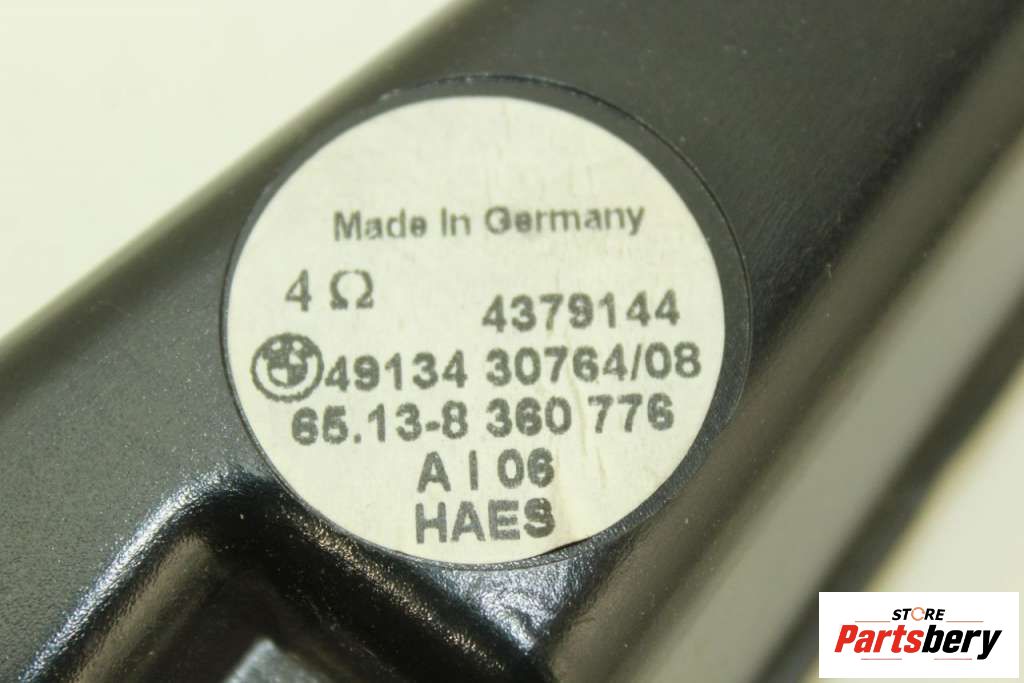 Made In Germany
4 Ω 4379144
49134 30764/08
65.13-8 360 776
A I 06
HAES
STORE
Partsbery